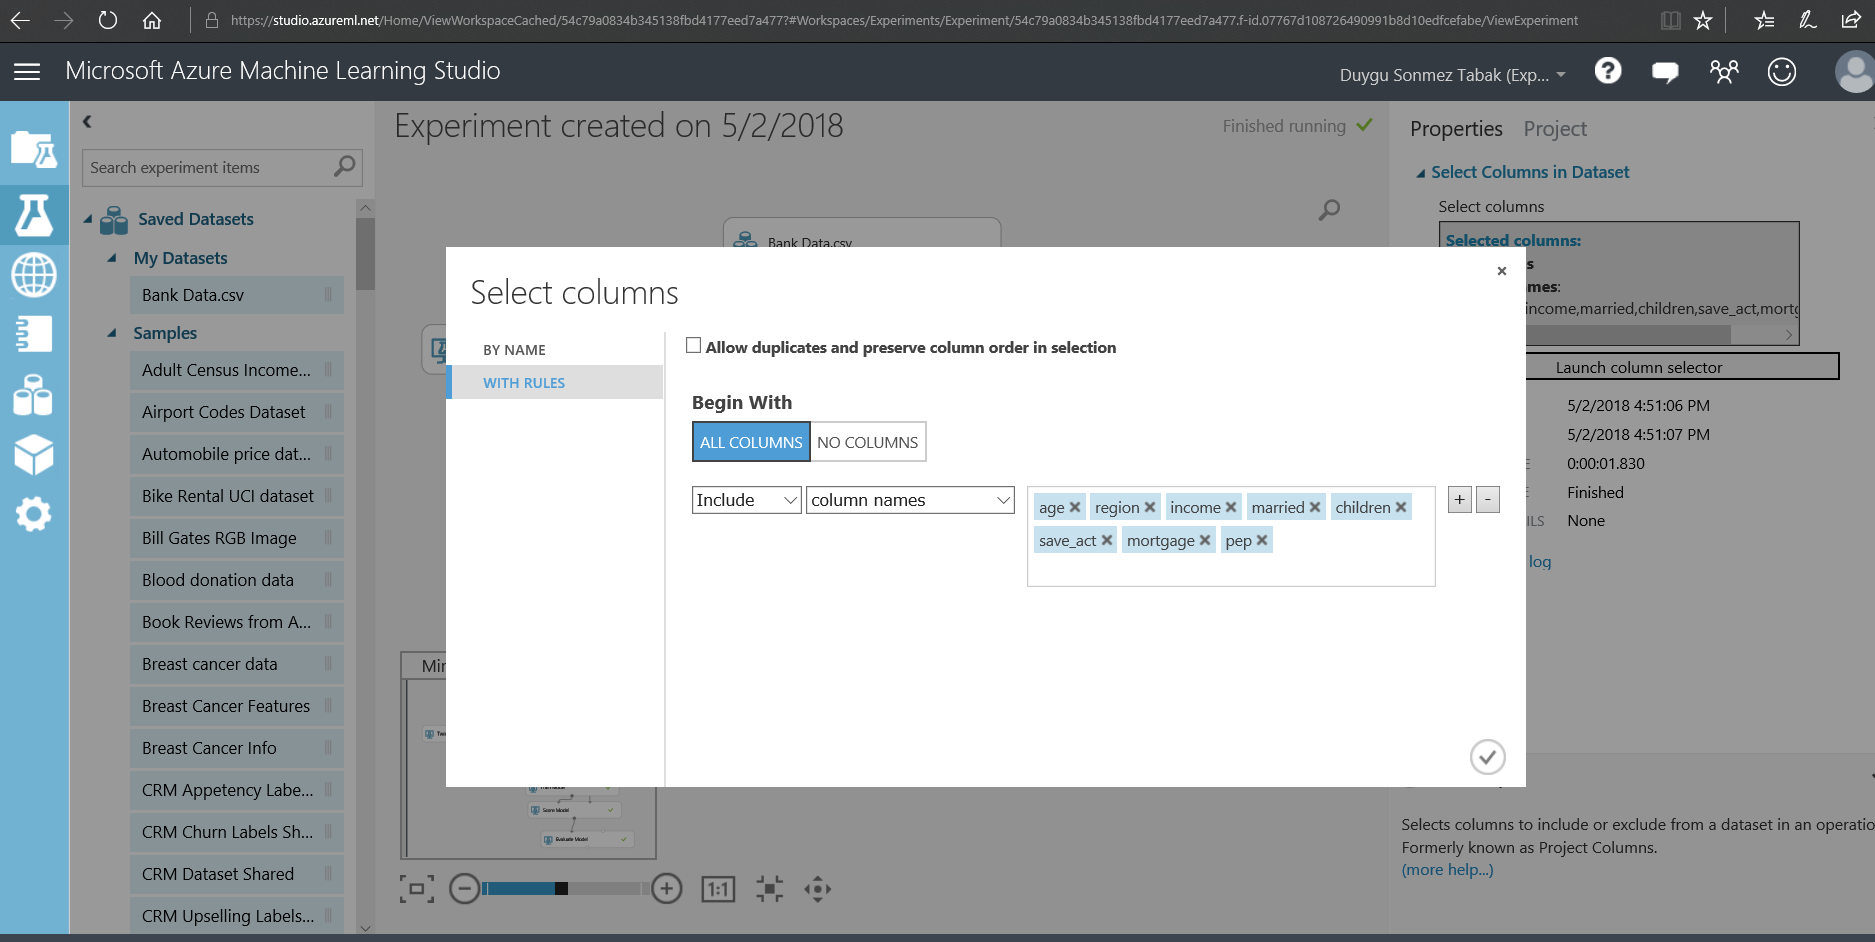 https://studio.azureml.net/Home/ViewWorkspaceCached/54c79a0834b345138fbd4177eed7a477?#Workspaces/Experiments/Experiment/54c79a0834b345138fbd4177eed7a477.f-id.07767d108726490991b8d10edfcefabe/ViewExperiment
Microsoft Azure Machine Learning Studio
Duygu Sonmez Tabak (Exp...
Search experiment items
Saved Datasets
My Datasets
Bank Data.csv
Samples
Adult Census Income...
Airport Codes Dataset
Automobile price dat...
Bike Rental UCI dataset
Bill Gates RGB Image
Blood donation data
Book Reviews from A...
Breast cancer data
Breast Cancer Features
Breast Cancer Info
CRM Appetency Labe...
CRM Churn Labels Sh...
CRM Dataset Shared
CRM Upselling Labels...
Experiment created on 5/2/2018
Finished running
Bank Data.csv
Select columns
BY NAME
WITH RULES
Allow duplicates and preserve column order in selection
Begin With
ALL COLUMNS NO COLUMNS
Include column names
age region income married children
save_act mortgage pep
+ -
Score Model
Evaluate Model
1:1
Properties Project
Select Columns in Dataset
Select columns
Selected columns:
income,married,children,save_act,mortg
Launch column selector
5/2/2018 4:51:06 PM
5/2/2018 4:51:07 PM
0:00:01.830
Finished
None
log
Selects columns to include or exclude from a dataset in an operatio
Formerly known as Project Columns.
(more help...)